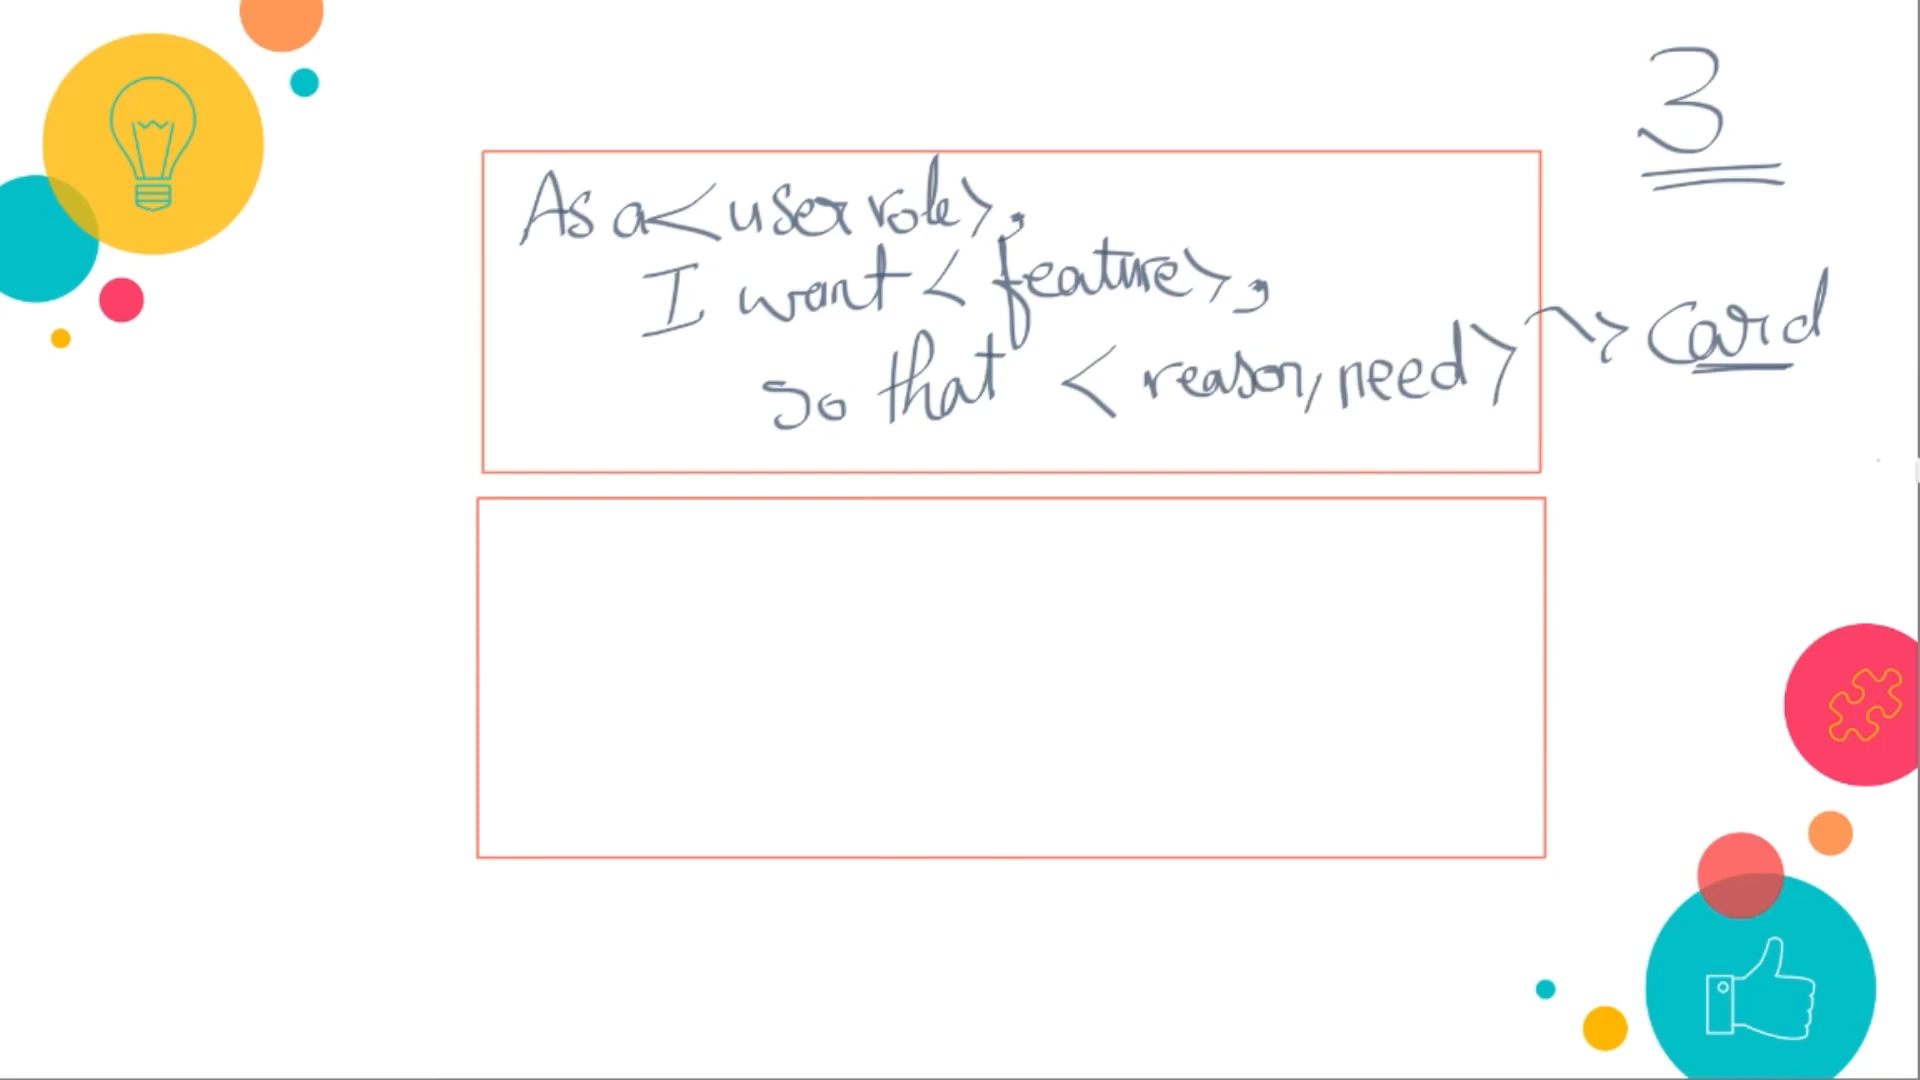 3
As a <user role>,
I want <feature>,
so that <reason, need>
Card